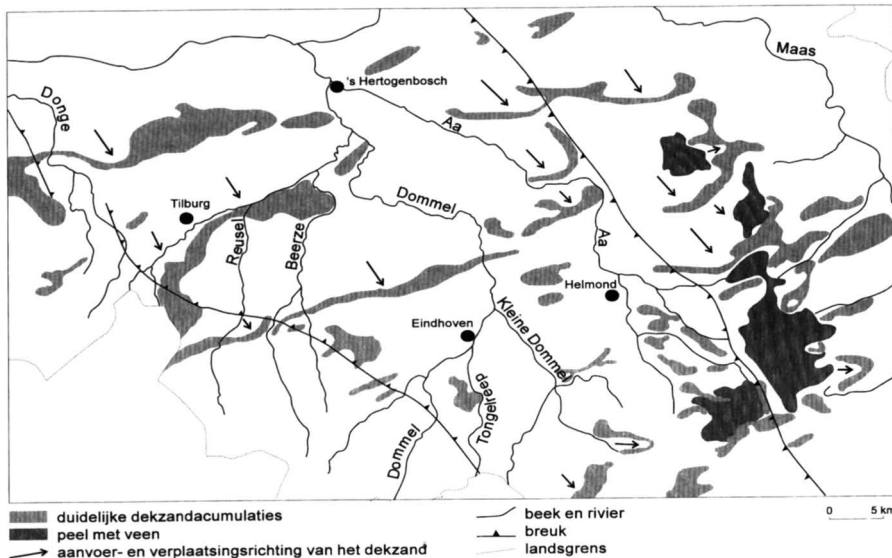 Maas
's Hertogenbosch
Donge
Aa
Tilburg
Dommel
Reusel
Beerze
Aa
Helmond
Kleine Dommel
Eindhoven
Tongelreep
Dommel
duidelijke dekzandacumulaties
peel met veen
aanvoer- en verplaatsingsrichting van het dekzand
beek en rivier
breuk
landsgrens
0 5 km